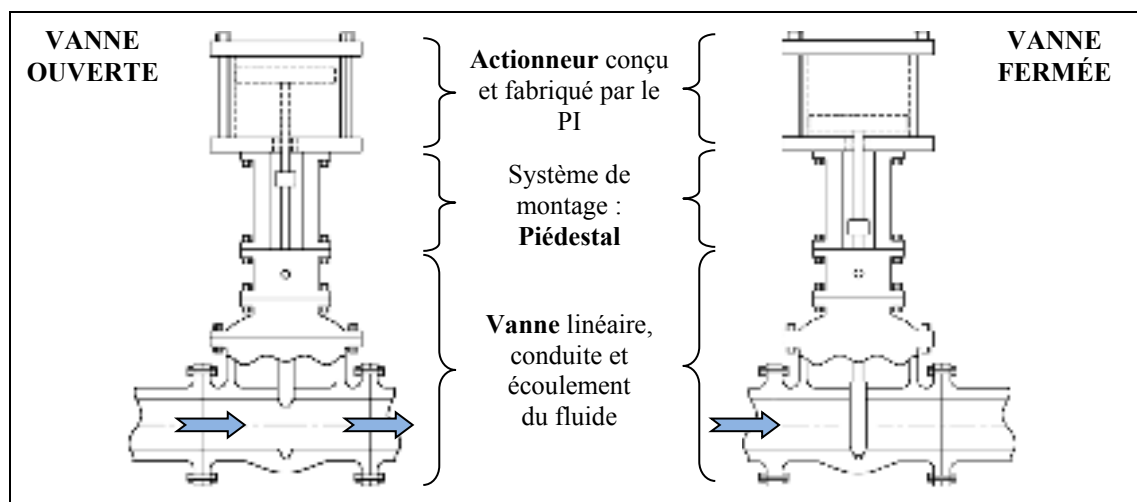 VANNE
OUVERTE
Actionneur conçu
et fabriqué par le
PI
VANNE
FERMÉE
Système de
montage :
Piédestal
Vanne linéaire,
conduite et
écoulement
du fluide